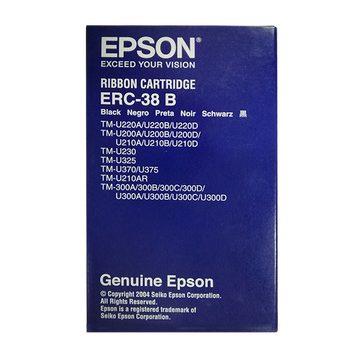 EPSON®
EXCEED YOUR VISION
RIBBON CARTRIDGE
ERC-38 B
Black Negro Preta Noir Schwarz 黒
TM-U220A/U220B/U220D
TM-U200A/U200B/U200D/
U210A/U210B/U210D
TM-U230
TM-U325
TM-U370/U375
TM-U210AR
TM-300A/300B/300C/300D/
U300A/U300B/U300C/U300D
Genuine Epson
© Copyright 2004 Seiko Epson Corporation.
All Rights Reserved.
Epson is a registered trademark of
Seiko Epson Corporation.